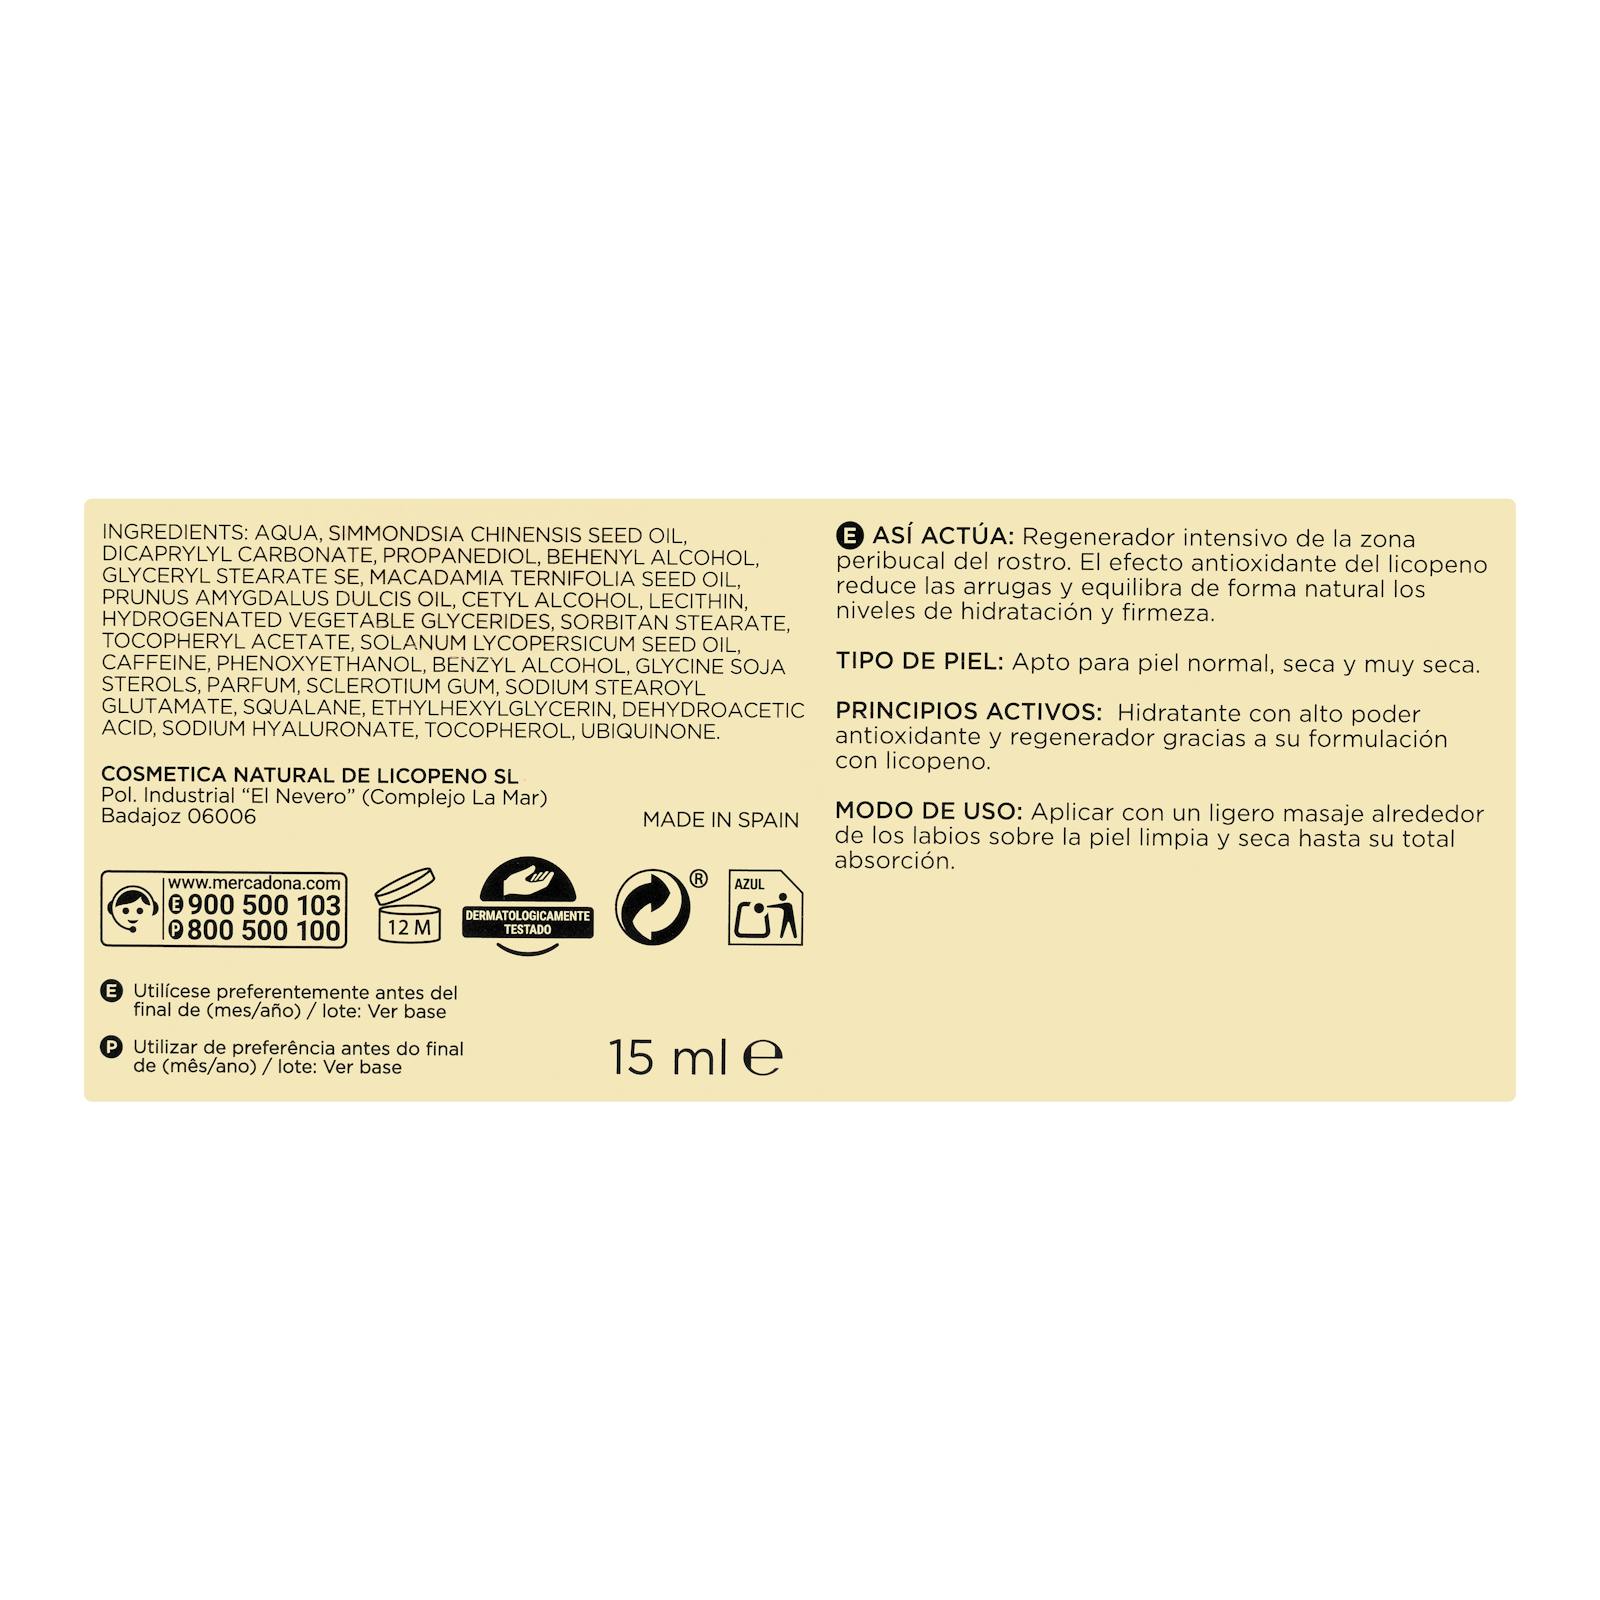 INGREDIENTS: AQUA, SIMMONDSIA CHINENSIS SEED OIL,
DICAPRYLYL CARBONATE, PROPANEDIOL, BEHENYL ALCOHOL,
GLYCERYL STEARATE SE, MACADAMIA TERNIFOLIA SEED OIL,
PRUNUS AMYGDALUS DULCIS OIL, CETYL ALCOHOL, LECITHIN,
HYDROGENATED VEGETABLE GLYCERIDES, SORBITAN STEARATE,
TOCOPHERYL ACETATE, SOLANUM LYCOPERSICUM SEED OIL,
CAFFEINE, PHENOXYETHANOL, BENZYL ALCOHOL, GLYCINE SOJA
STEROLS, PARFUM, SCLEROTIUM GUM, SODIUM STEAROYL
GLUTAMATE, SQUALANE, ETHYLHEXYLGLYCERIN, DEHYDROACETIC
ACID, SODIUM HYALURONATE, TOCOPHEROL, UBIQUINONE.
COSMETICA NATURAL DE LICOPENO SL
Pol. Industrial “El Nevero” (Complejo La Mar)
Badajoz 06006
MADE IN SPAIN
www.mercadona.com
E 900 500 103
P 800 500 100
12 M
DERMATOLOGICAMENTE
TESTADO
®
AZUL
E Utilícese preferentemente antes del
final de (mes/año) / lote: Ver base
P Utilizar de preferência antes do final
de (mês/ano) / lote: Ver base
15 ml e
E ASÍ ACTÚA: Regenerador intensivo de la zona
peribucal del rostro. El efecto antioxidante del licopeno
reduce las arrugas y equilibra de forma natural los
niveles de hidratación y firmeza.
TIPO DE PIEL: Apto para piel normal, seca y muy seca.
PRINCIPIOS ACTIVOS: Hidratante con alto poder
antioxidante y regenerador gracias a su formulación
con licopeno.
MODO DE USO: Aplicar con un ligero masaje alrededor
de los labios sobre la piel limpia y seca hasta su total
absorción.